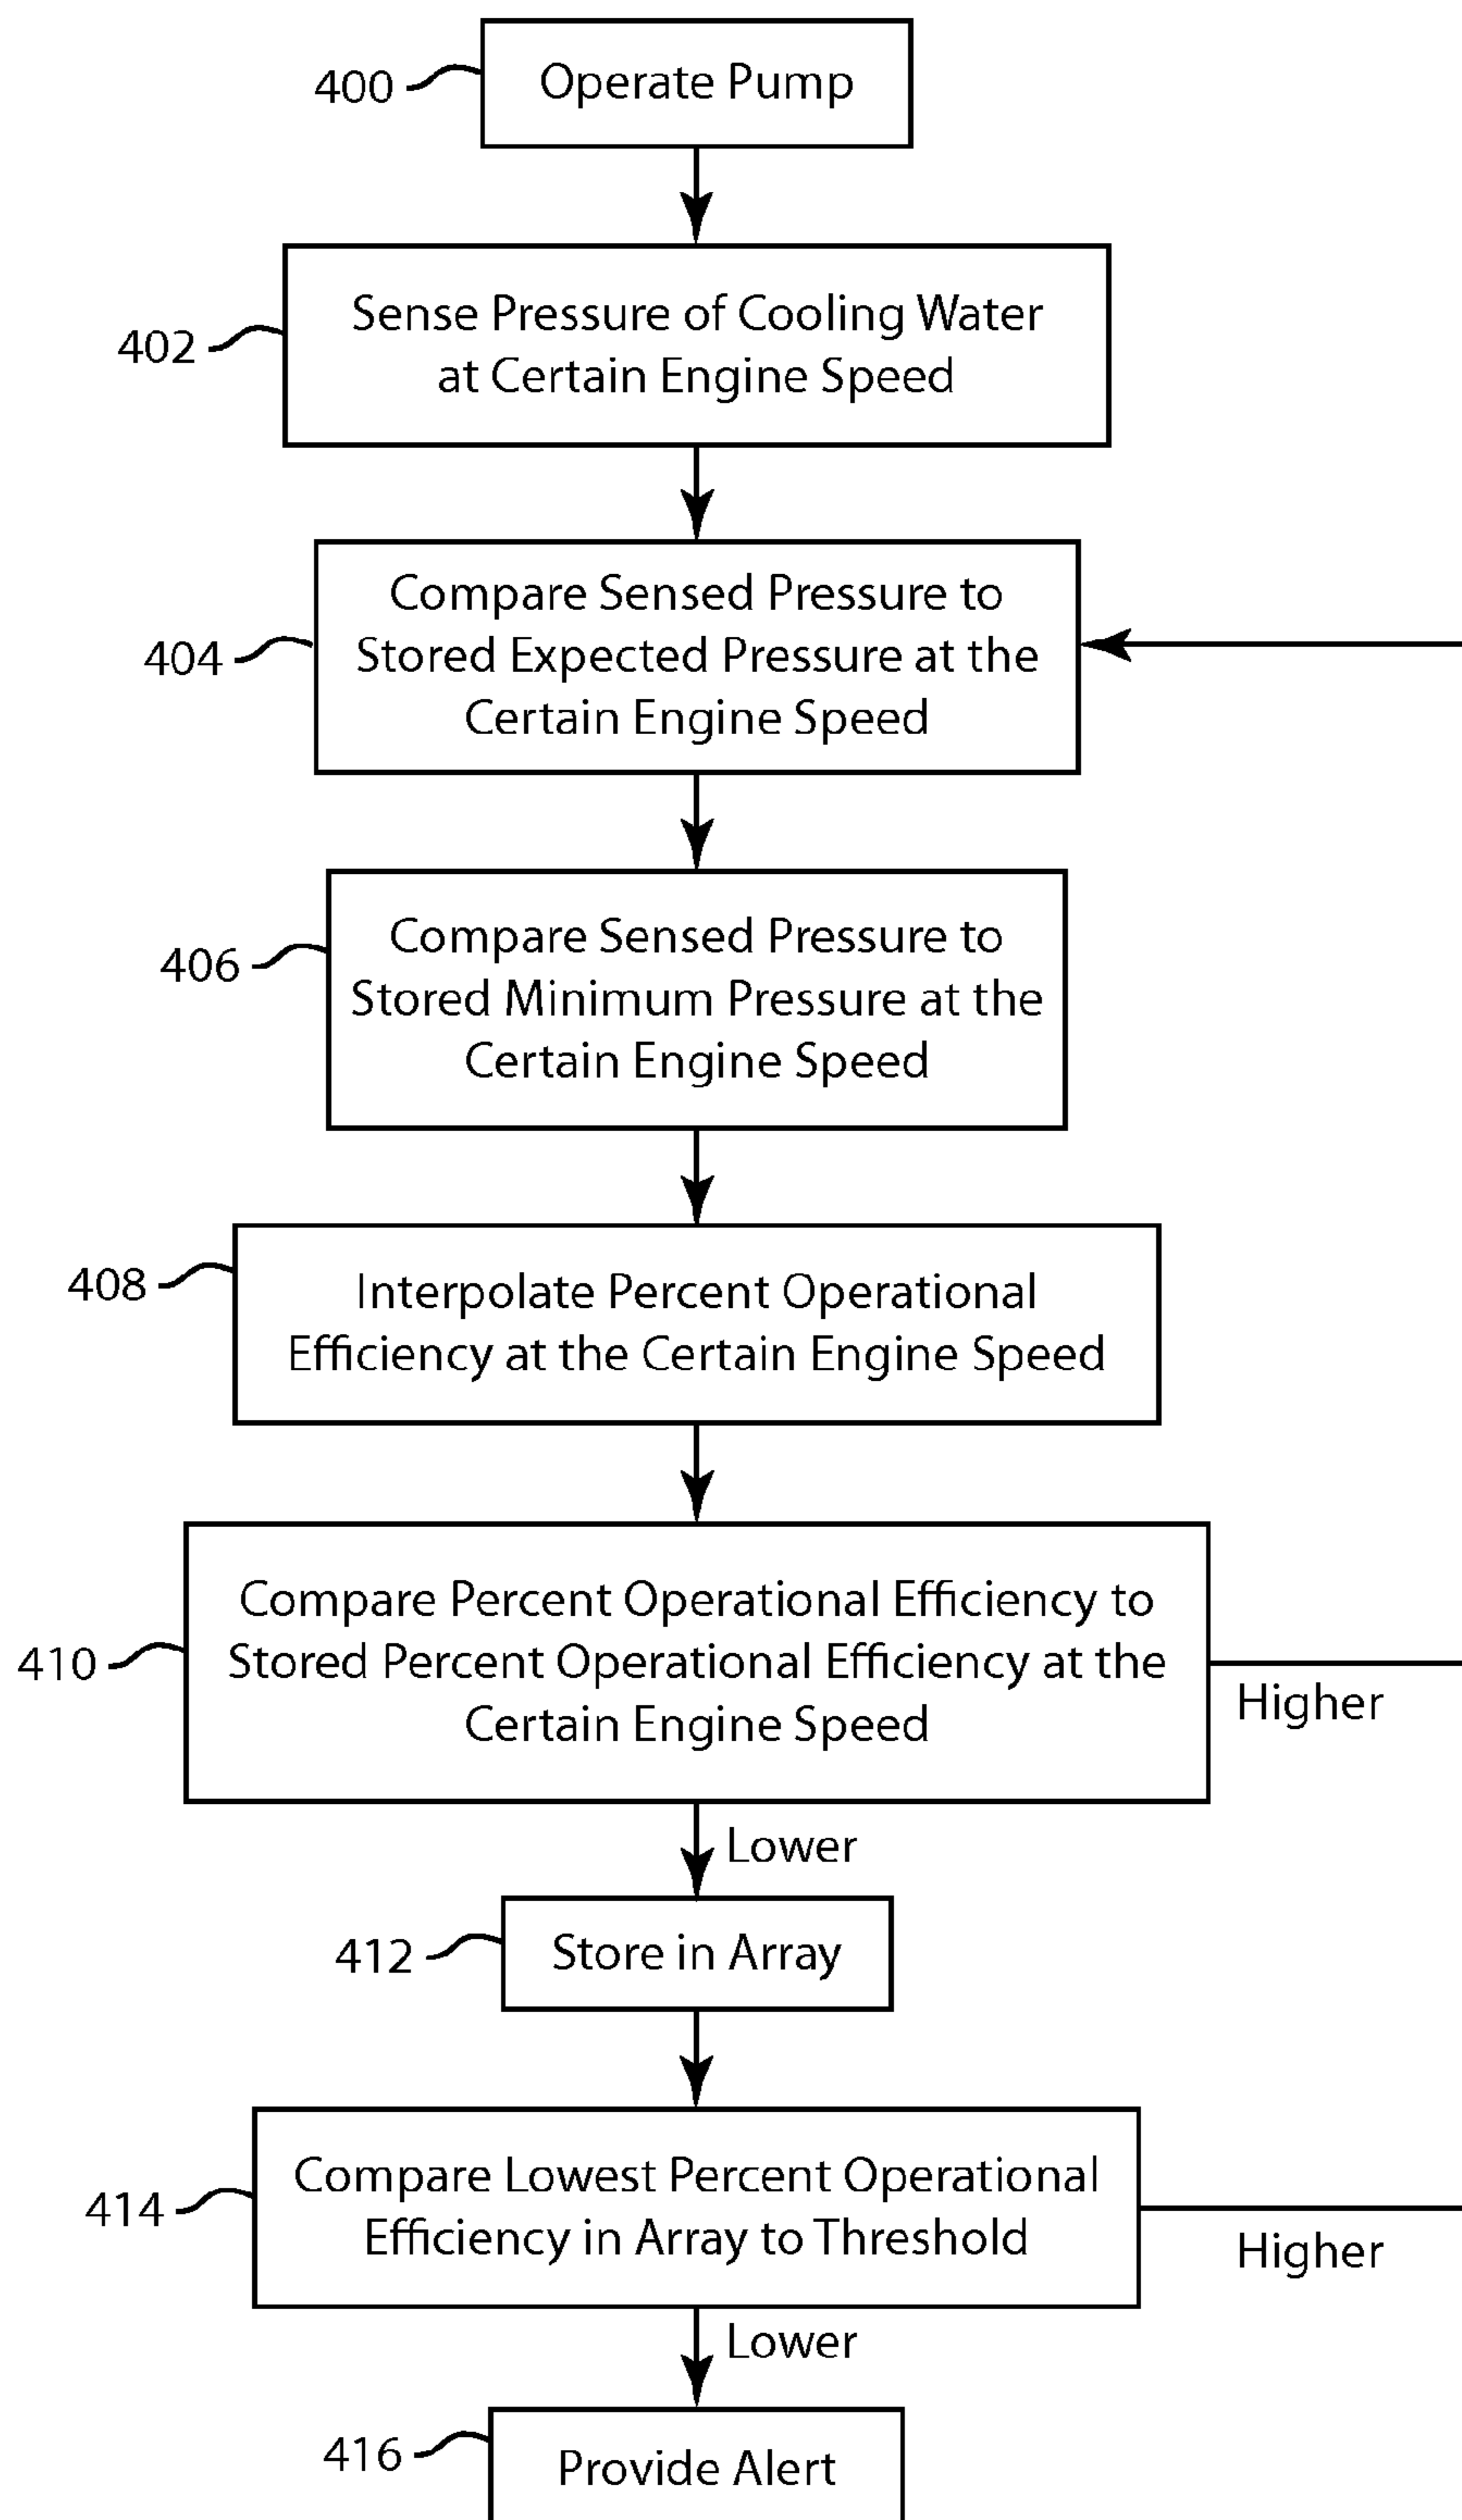 400
Operate Pump
402
Sense Pressure of Cooling Water
at Certain Engine Speed
404
Compare Sensed Pressure to
Stored Expected Pressure at the
Certain Engine Speed
406
Compare Sensed Pressure to
Stored Minimum Pressure at the
Certain Engine Speed
408
Interpolate Percent Operational
Efficiency at the Certain Engine Speed
410
Compare Percent Operational Efficiency to
Stored Percent Operational Efficiency at the
Certain Engine Speed
Higher
Lower
412
Store in Array
414
Compare Lowest Percent Operational
Efficiency in Array to Threshold
Higher
Lower
416
Provide Alert